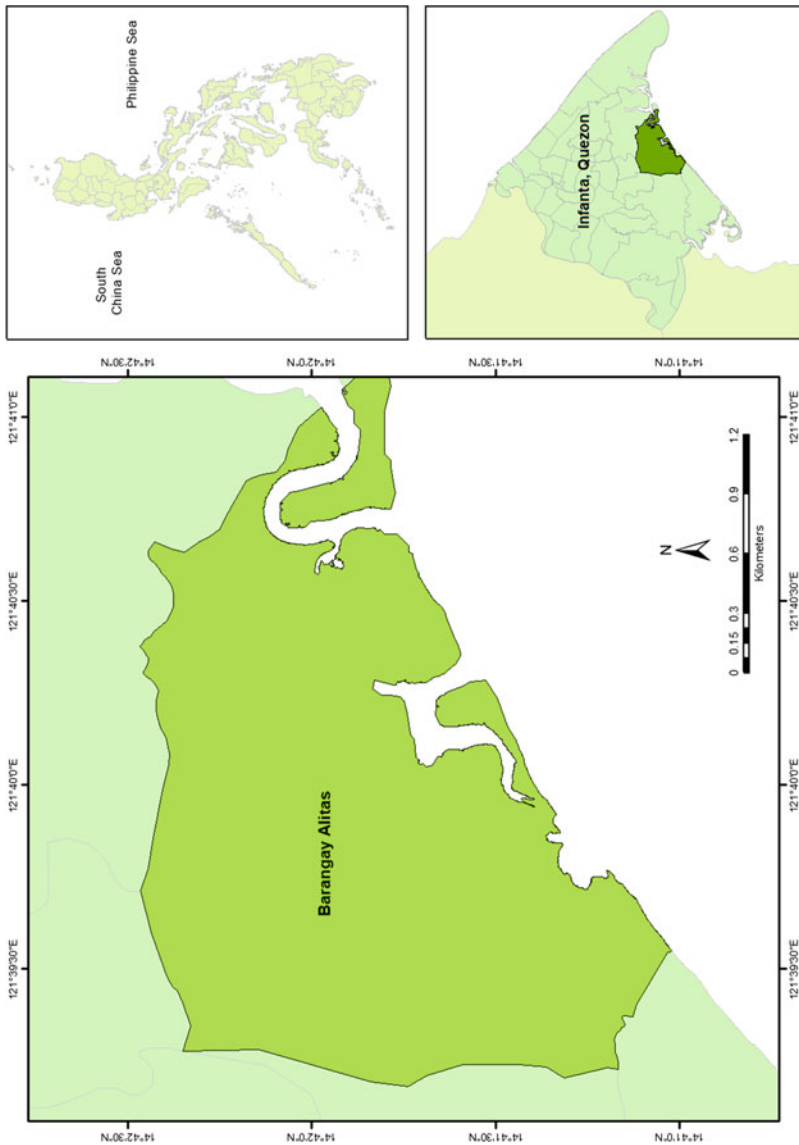 121°39'30"E
121°40'0"E
121°40'30"E
121°41'0"E
14°42'30"N
14°42'0"N
14°41'30"N
14°41'0"N
Barangay Alitas
N
0 0.15 0.3 0.6 0.9 1.2
Kilometers
14°42'30"N
14°42'0"N
14°41'30"N
14°41'0"N
121°39'30"E
121°40'0"E
121°40'30"E
121°41'0"E
South
China Sea
Philippine Sea
Infanta, Quezon